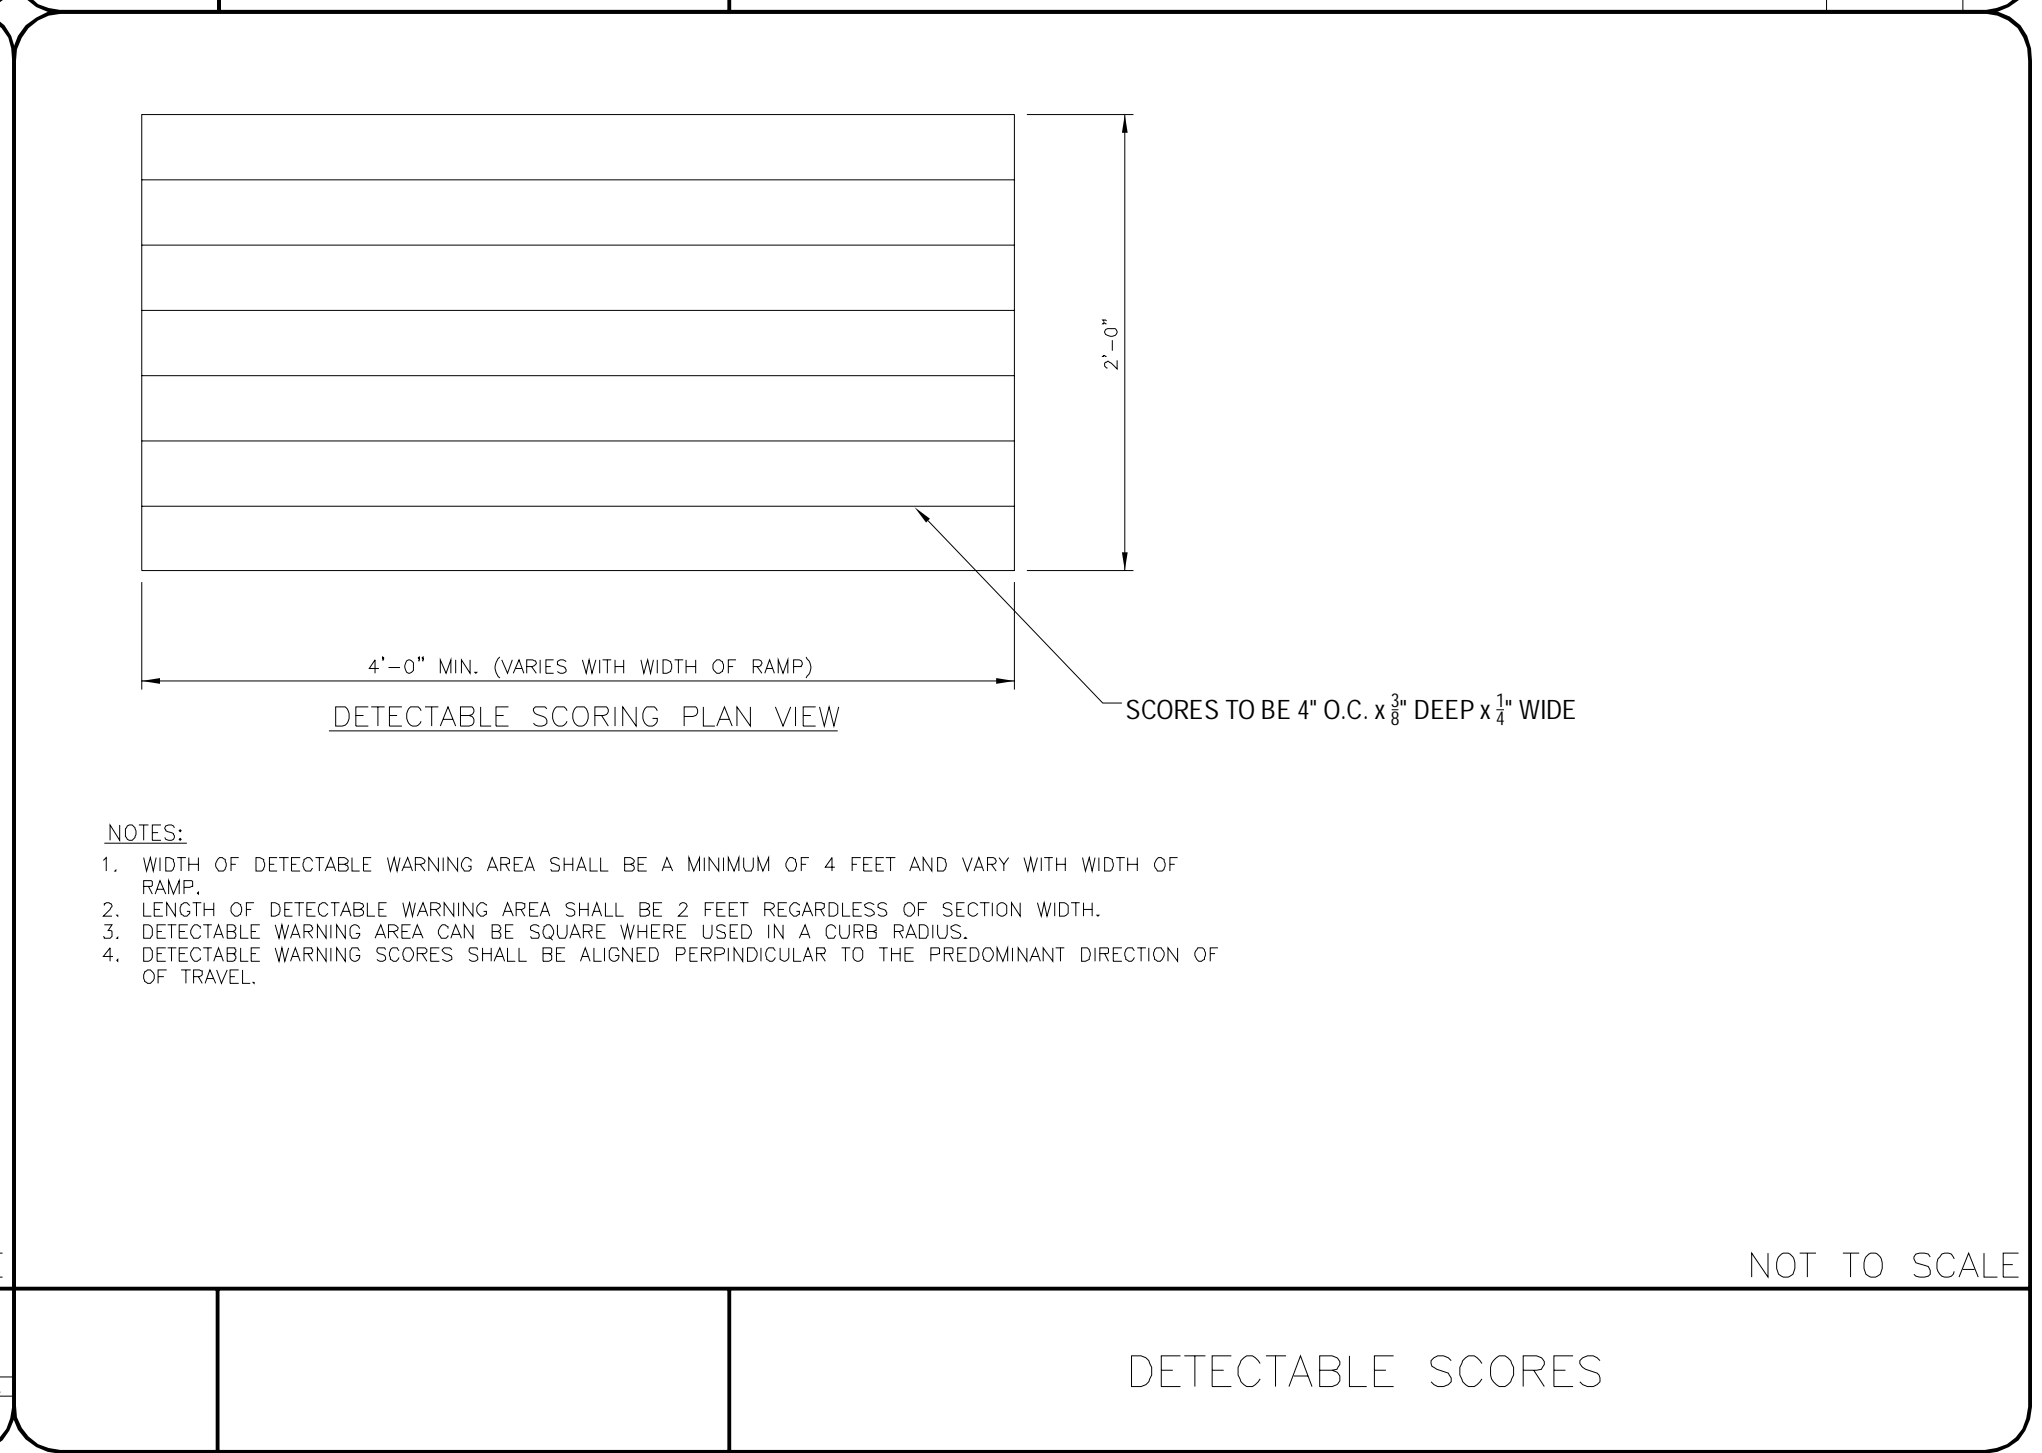 2'-0"
4'-0" MIN. (VARIES WITH WIDTH OF RAMP)
DETECTABLE SCORING PLAN VIEW
SCORES TO BE 4" O.C. x 3/8" DEEP x 1/4" WIDE
NOTES:
1. WIDTH OF DETECTABLE WARNING AREA SHALL BE A MINIMUM OF 4 FEET AND VARY WITH WIDTH OF
RAMP.
2. LENGTH OF DETECTABLE WARNING AREA SHALL BE 2 FEET REGARDLESS OF SECTION WIDTH.
3. DETECTABLE WARNING AREA CAN BE SQUARE WHERE USED IN A CURB RADIUS.
4. DETECTABLE WARNING SCORES SHALL BE ALIGNED PERPINDICULAR TO THE PREDOMINANT DIRECTION OF
OF TRAVEL.
NOT TO SCALE
DETECTABLE SCORES